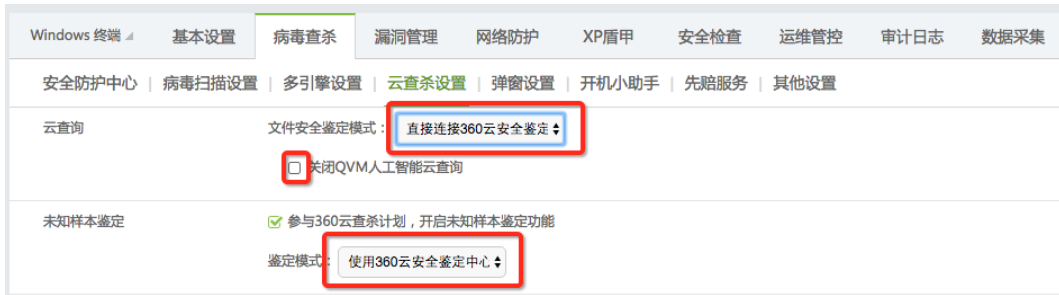 Windows 终端 基本设置 病毒查杀 漏洞管理 网络防护 XP盾甲 安全检查 运维管控 审计日志 数据采集
安全防护中心 | 病毒扫描设置 | 多引擎设置 | 云查杀设置 | 弹窗设置 | 开机小助手 | 先赔服务 | 其他设置
云查询 文件安全鉴定模式： 直接连接360云安全鉴定
关闭QVM人工智能云查询
未知样本鉴定 参与360云查杀计划，开启未知样本鉴定功能
鉴定模式： 使用360云安全鉴定中心